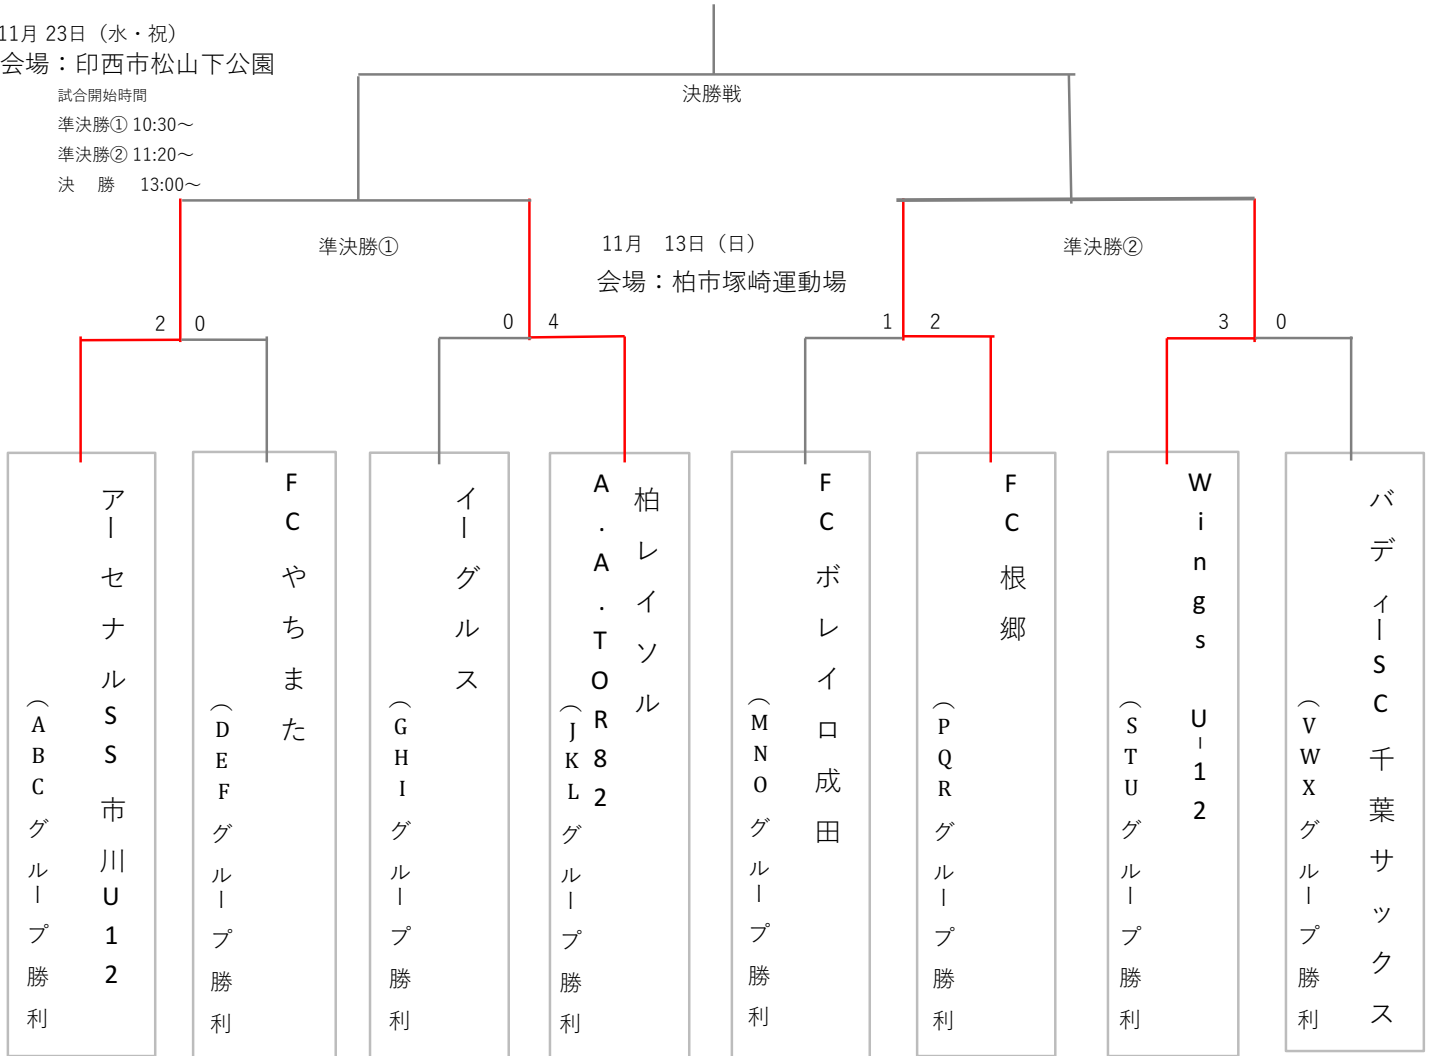 11月 23日（水・祝）
会場：印西市松山下公園
試合開始時間
準決勝① 10:30～
準決勝② 11:20～
決　勝　13:00～
決勝戦
準決勝①
11月　13日（日）
会場：柏市塚崎運動場
準決勝②
2 0
0 4
1 2
3 0
アーセナルSS市川U12
（ABCグループ勝利
FCやちまた
（DEFグループ勝利
イーグルス
（GHIグループ勝利
柏レイソル
A.A.TOR82
（JKLグループ勝利
FCボレイロ成田
（MNOグループ勝利
FC根郷
（PQRグループ勝利
Wings U-12
（STUグループ勝利
バディーSC千葉サックス
（VWXグループ勝利